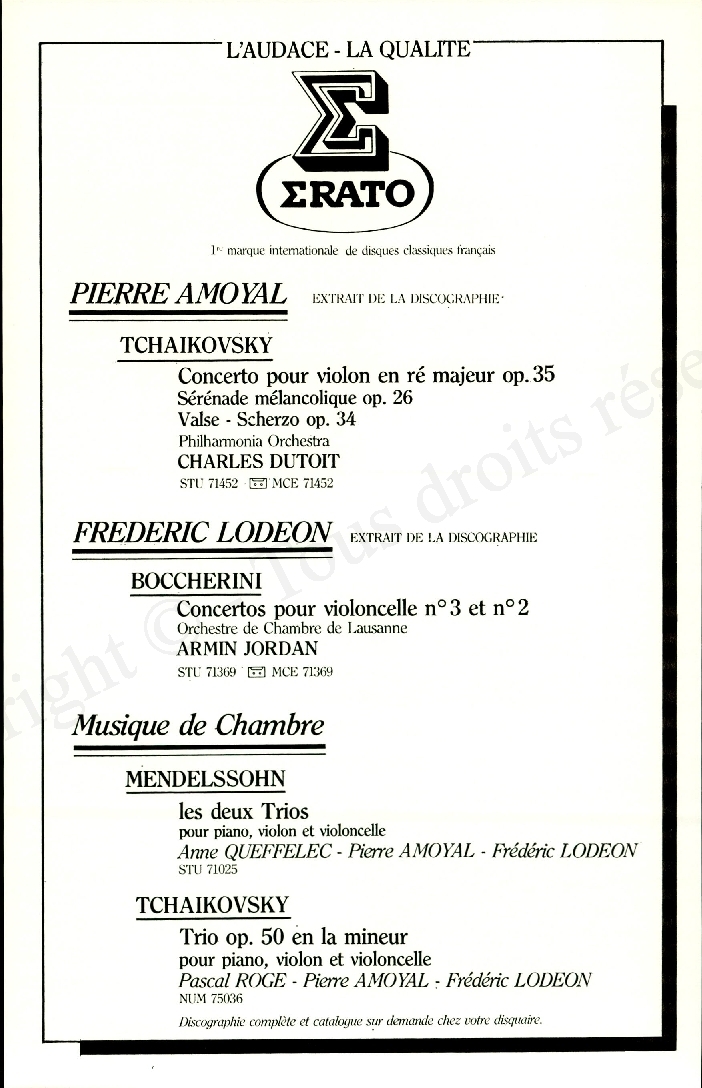 L'AUDACE - LA QUALITE
Σ
ΣRATO
1re marque internationale de disques classiques français
PIERRE AMOYAL EXTRAIT DE LA DISCOGRAPHIE
TCHAIKOVSKY
Concerto pour violon en ré majeur op.35
Sérénade mélancolique op. 26
Valse - Scherzo op. 34
Philharmonia Orchestra
CHARLES DUTOIT
STU 71452 - MCE 71452
FREDERIC LODEON EXTRAIT DE LA DISCOGRAPHIE
BOCCHERINI
Concertos pour violoncelle n° 3 et n° 2
Orchestre de Chambre de Lausanne
ARMIN JORDAN
STU 71369 MCE 71369
Musique de Chambre
MENDELSSOHN
les deux Trios
pour piano, violon et violoncelle
Anne QUEFFELEC - Pierre AMOYAL - Frédéric LODEON
STU 71025
TCHAIKOVSKY
Trio op. 50 en la mineur
pour piano, violon et violoncelle
Pascal ROGE - Pierre AMOYAL - Frédéric LODEON
NUM 75036
Discographie complète et catalogue sur demande chez votre disquaire.
right © Tous droits rése